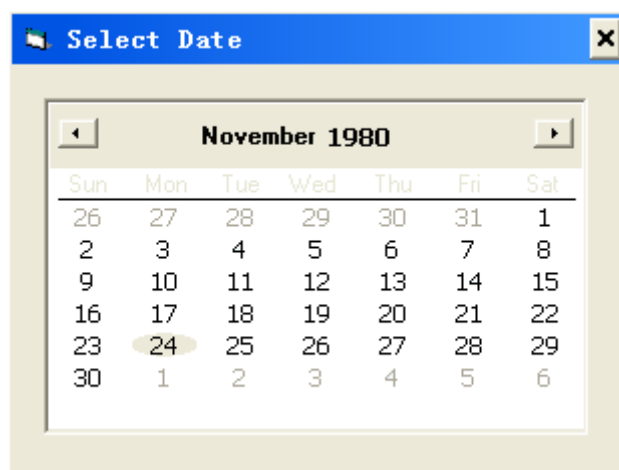 Select Date
November 1980
Sun Mon Tue Wed Thu Fri Sat
26 27 28 29 30 31 1
2 3 4 5 6 7 8
9 10 11 12 13 14 15
16 17 18 19 20 21 22
23 24 25 26 27 28 29
30 1 2 3 4 5 6